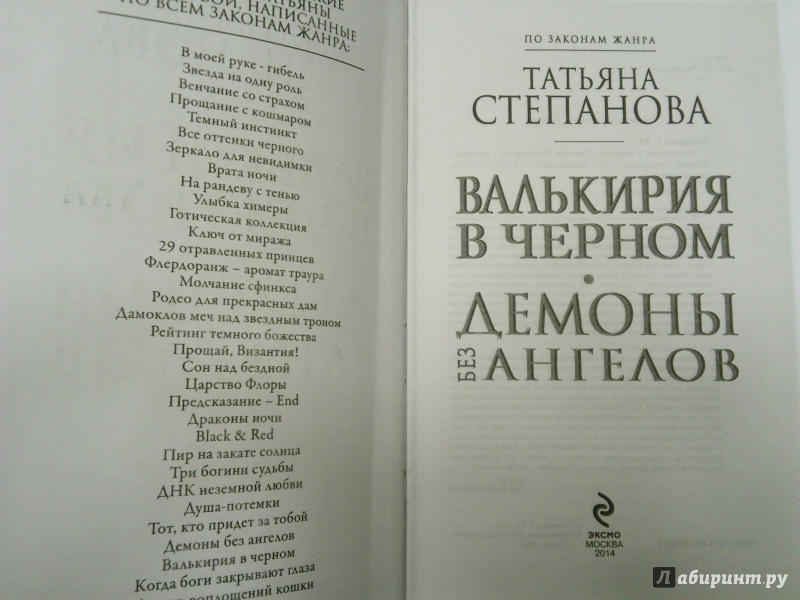 ТАТЬЯНЫ
НАПИСАННЫЕ
ПО ВСЕМ ЗАКОНАМ ЖАНРА:
В моей руке - гибель
Звезда на одну роль
Венчание со страхом
Прощание с кошмаром
Темный инстинкт
Все оттенки черного
Зеркало для невидимки
Врата ночи
На рандеву с тенью
Улыбка химеры
Готическая коллекция
Ключ от миража
29 отравленных принцев
Флердоранж – аромат траура
Молчание сфинкса
Родео для прекрасных дам
Дамоклов меч над звездным троном
Рейтинг темного божества
Прощай, Византия!
Сон над бездной
Царство Флоры
Предсказание – End
Драконы ночи
Black & Red
Пир на закате солнца
Три богини судьбы
ДНК неземной любви
Душа-потемки
Тот, кто придет за тобой
Демоны без ангелов
Валькирия в черном
Когда боги закрывают глаза
воплощений кошки
ПО ЗАКОНАМ ЖАНРА
ТАТЬЯНА
СТЕПАНОВА
ВАЛЬКИРИЯ
В ЧЕРНОМ
•
ДЕМОНЫ
БЕЗ АНГЕЛОВ
ЭКСМО
МОСКВА
2014
Лабиринт.ру